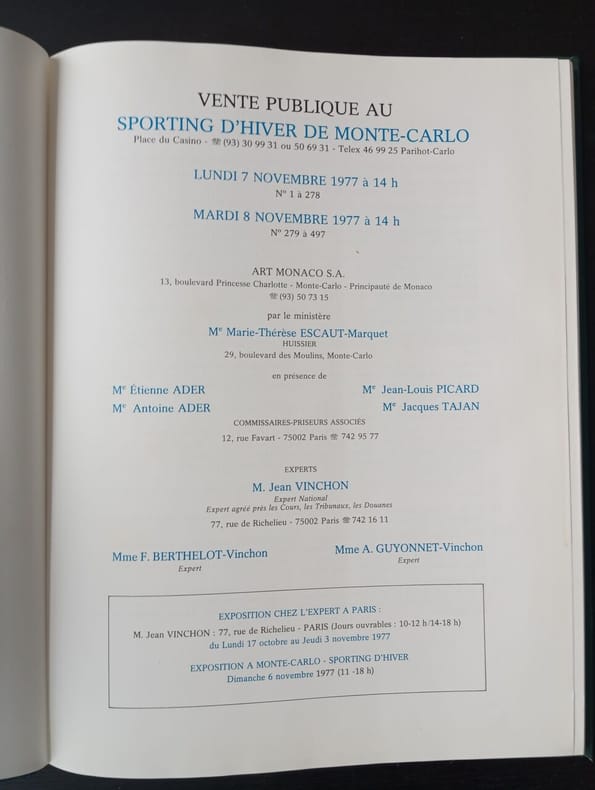 VENTE PUBLIQUE AU
SPORTING D'HIVER DE MONTE-CARLO
Place du Casino - ☏ (93) 30 99 31 ou 50 69 31 - Telex 46 99 25 Parihot-Carlo
LUNDI 7 NOVEMBRE 1977 à 14 h
Nº 1 à 278
MARDI 8 NOVEMBRE 1977 à 14 h
Nº 279 à 497
ART MONACO S.A.
13, boulevard Princesse Charlotte - Monte-Carlo - Principauté de Monaco
☏ (93) 50 73 15
par le ministère
Me Marie-Thérèse ESCAUT-Marquet
HUISSIER
29, boulevard des Moulins, Monte-Carlo
en présence de
Me Étienne ADER Me Jean-Louis PICARD
Me Antoine ADER Me Jacques TAJAN
COMMISSAIRES-PRISEURS ASSOCIÉS
12, rue Favart - 75002 Paris ☏ 742 95 77
EXPERTS
M. Jean VINCHON
Expert National
Expert agréé près les Cours, les Tribunaux, les Douanes
77, rue de Richelieu - 75002 Paris ☏ 742 16 11
Mme F. BERTHELOT-Vinchon Mme A. GUYONNET-Vinchon
Expert Expert
EXPOSITION CHEZ L'EXPERT A PARIS :
M. Jean VINCHON : 77, rue de Richelieu - PARIS (Jours ouvrables : 10-12 h/14-18 h)
du Lundi 17 octobre au Jeudi 3 novembre 1977
EXPOSITION A MONTE-CARLO - SPORTING D'HIVER
Dimanche 6 novembre 1977 (11 -18 h)